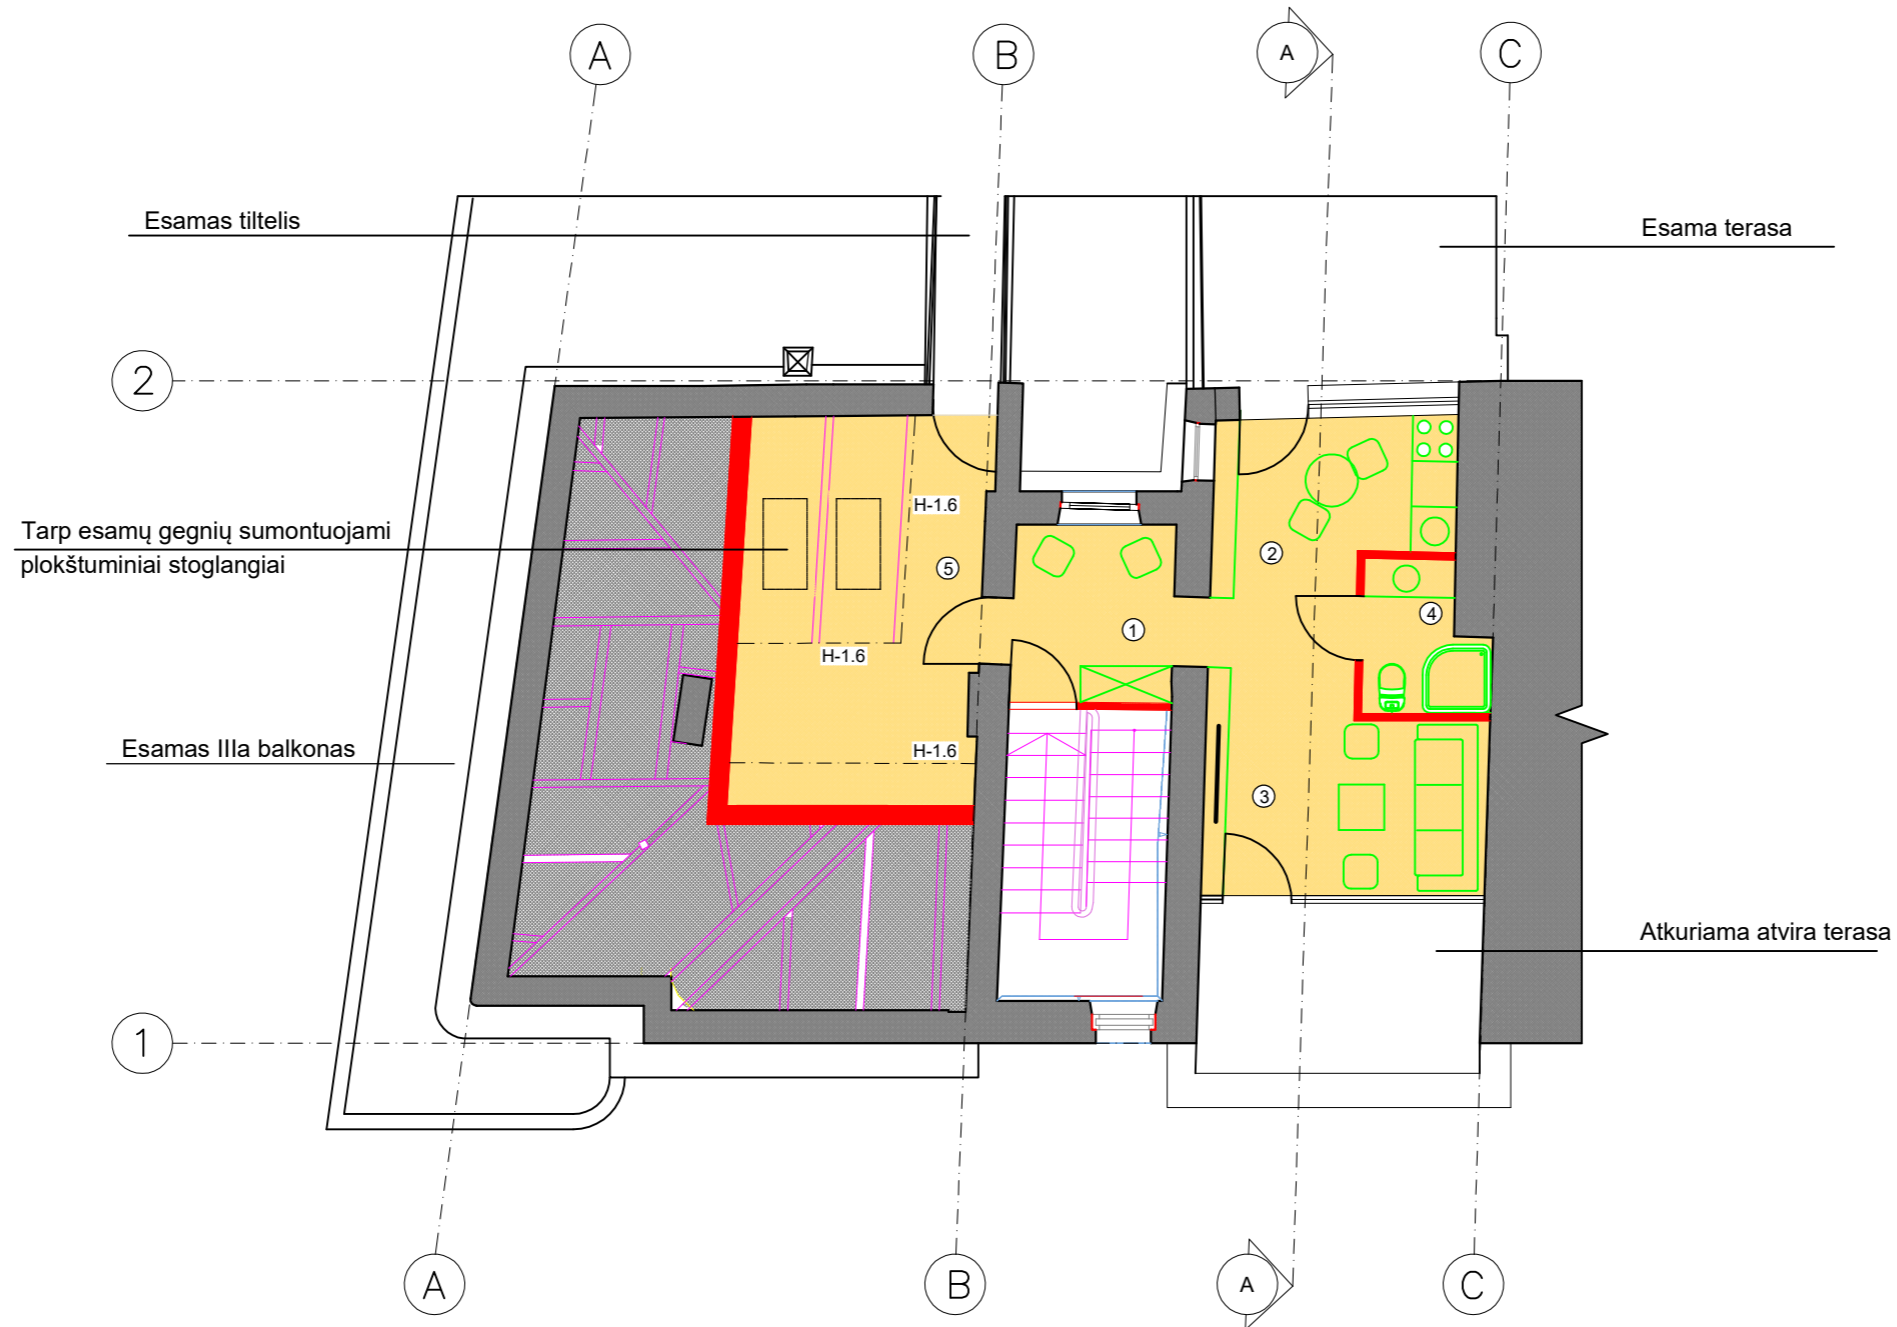 A
B
A
C
Esamas tiltelis
Esama terasa
2
H-1.6
Tarp esamų gegnių sumontuojami
plokštuminiai stoglangiai
2
5
4
1
H-1.6
Esamas IIIa balkonas
H-1.6
3
Atkuriama atvira terasa
1
A
B
A
C